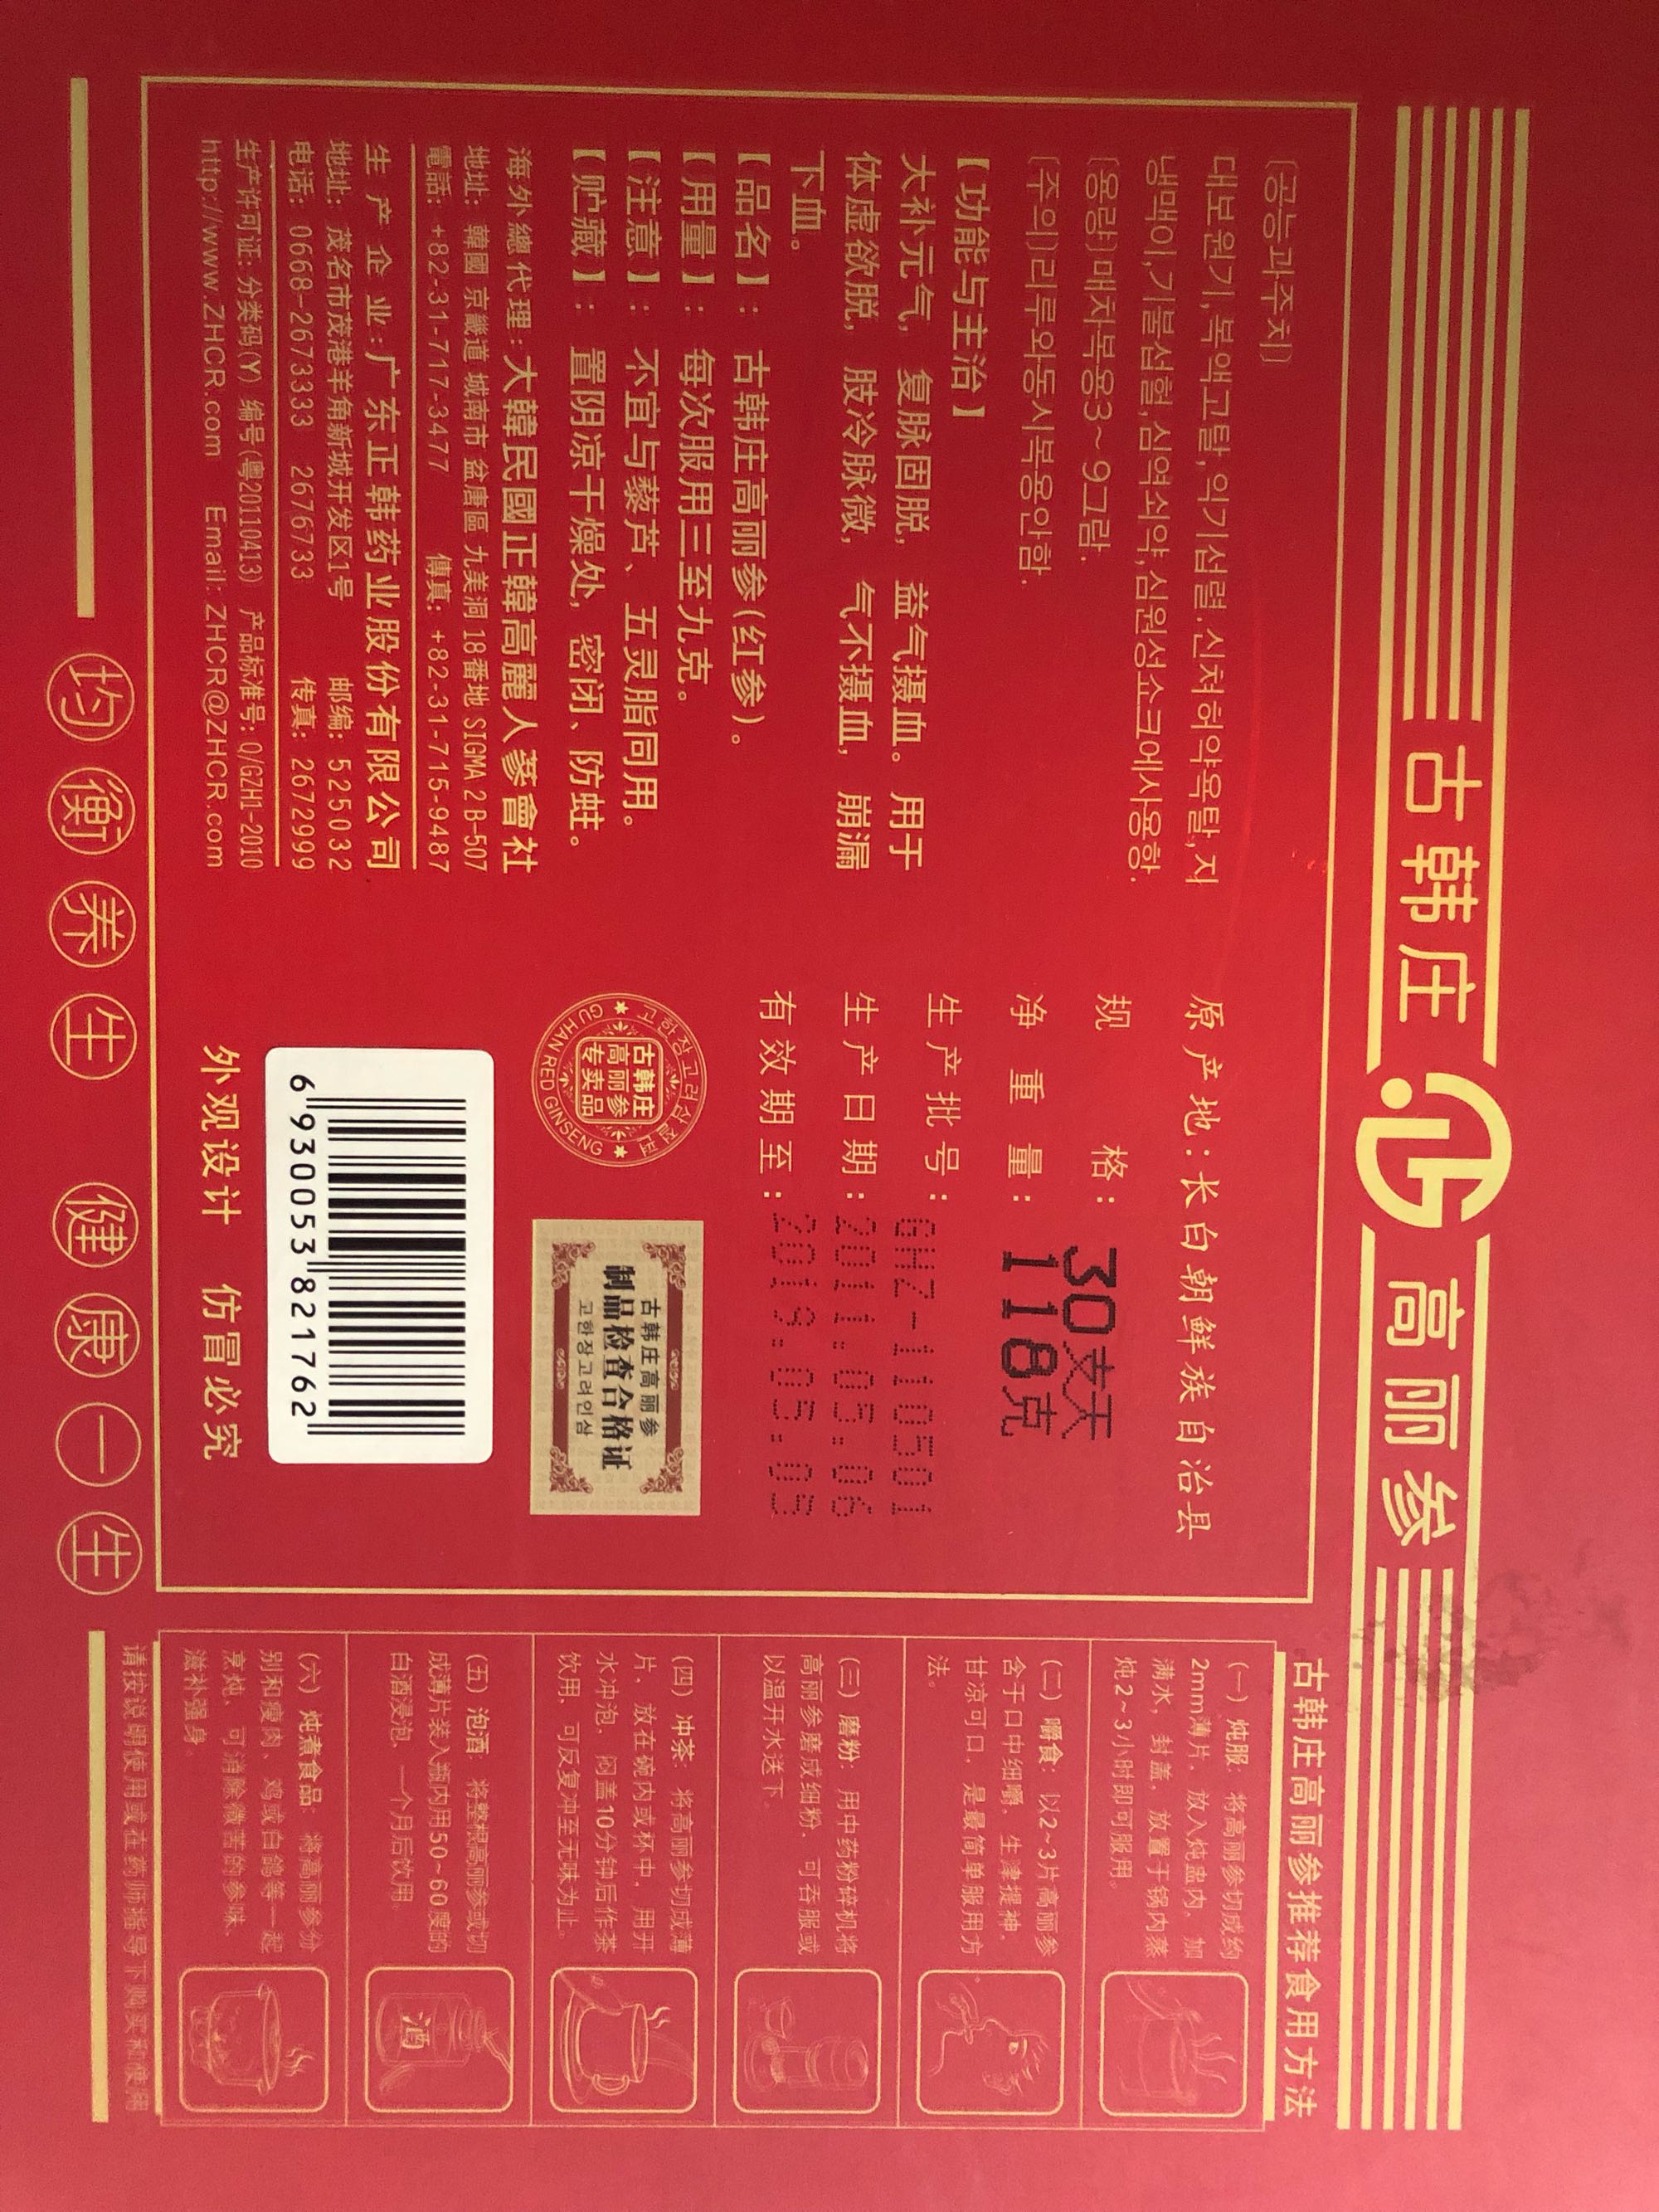 古韩庄 高丽参
[공능과주치]
대보원기,복액고탈,익기섭렬.신처허약욕탈,지
냉맥이,기불섭혈,심역쇠약,심원성쇼크에사용항.
[용량]매차복용3~9그람.
[주의]리루와동시복용안함.
【功能与主治】
大补元气，复脉固脱，益气摄血。用于
体虚欲脱，肢冷脉微，气不摄血，崩漏
下血。
【品名】：古韩庄高丽参(红参)。
【用量】：每次服用三至九克。
【注意】：不宜与藜芦、五灵脂同用。
【贮藏】：置阴凉干燥处，密闭、防蛀。
海外總代理:大韓民國正韓高麗人蔘會社
地址：韓國 京畿道 城南市 盆唐區 九美洞 18番地 SIGMA 2 B-507
電話：+82-31-717-3477 傳真：+82-31-715-9487
生产企业:广东正韩药业股份有限公司
地址：茂名市茂港羊角新城开发区1号 邮编：525032
电话：0668-2673333 2676733 传真：2672999
生产许可证:分类码(Y) 编号(粤20110413) 产品标准号:Q/GZH1-2010
http://www.ZHCR.com Email: ZHCR@ZHCR.com
原产地:长白朝鲜族自治县
规格：30支天
净重量：118克
生产批号：GHZ-110501
生产日期：2011.05.06
有效期至：2019.05.05
고한장고려삼
古韩庄
高丽参
专卖品
GU HAN RED GINSENG
古韩庄高丽参
制品检查合格证
고한장고려인삼
6 930053 821762
外观设计 仿冒必究
均衡养生 健康一生
古韩庄高丽参推荐食用方法
(一) 炖服：将高丽参切成约
2mm薄片，放入炖盅内，加
满水，封盖，放置于锅内蒸
炖2~3小时即可服用。
(二) 嚼食：以2~3片高丽参
含于口中细嚼，生津提神，
甘凉可口，是最简单服用方
法。
(三) 磨粉：用中药粉碎机将
高丽参磨成细粉，可吞服或
以温开水送下。
(四) 冲茶：将高丽参切成薄
片，放在碗内或杯中，用开
水冲泡，闷盖10分钟后作茶
饮用，可反复冲至无味为止。
(五) 泡酒：将整根高丽参或切
成薄片装入瓶内用50~60度的
白酒浸泡，一个月后饮用。
酒
(六) 炖煮食品：将高丽参分
别和瘦肉、鸡或白鸽等一起
烹炖，可消除微苦的参味，
滋补强身。
请按说明使用或在药师指导下购买和使用